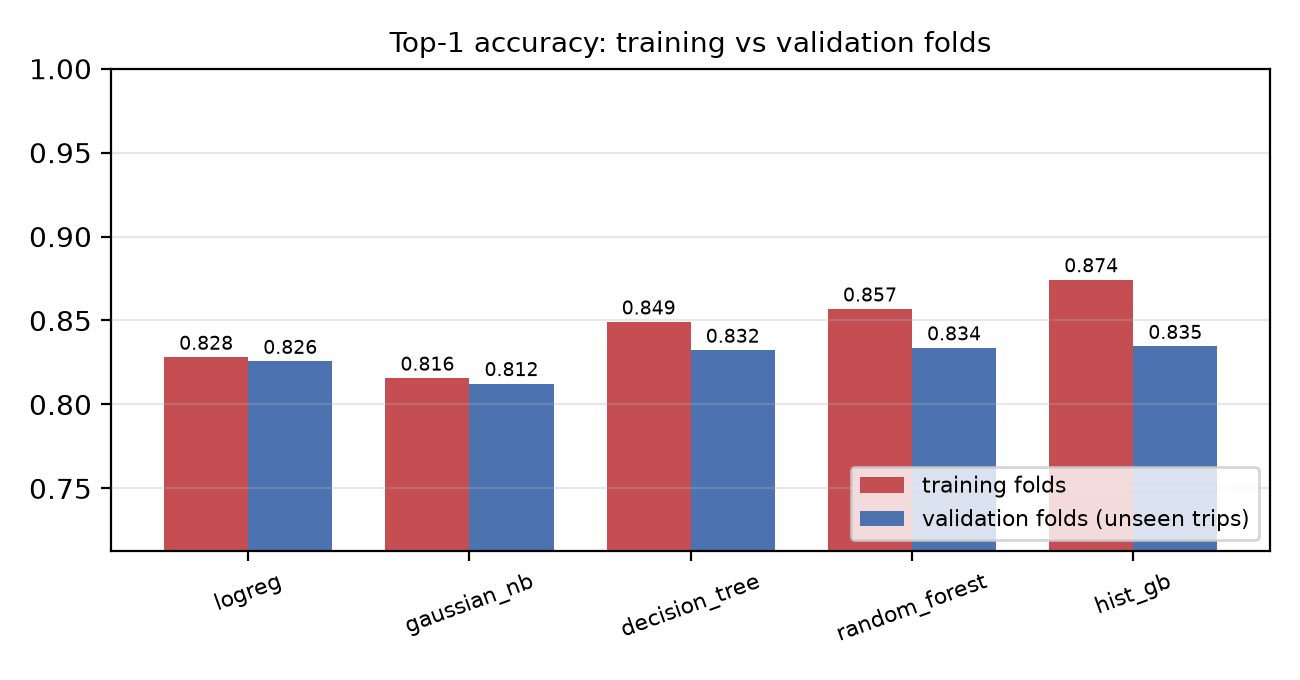 Top-1 accuracy: training vs validation folds
1.00
0.95
0.90
0.85
0.80
0.75
0.828
0.826
0.816
0.812
0.849
0.832
0.857
0.834
0.874
0.835
training folds
validation folds (unseen trips)
logreg
gaussian_nb
decision_tree
random_forest
hist_gb